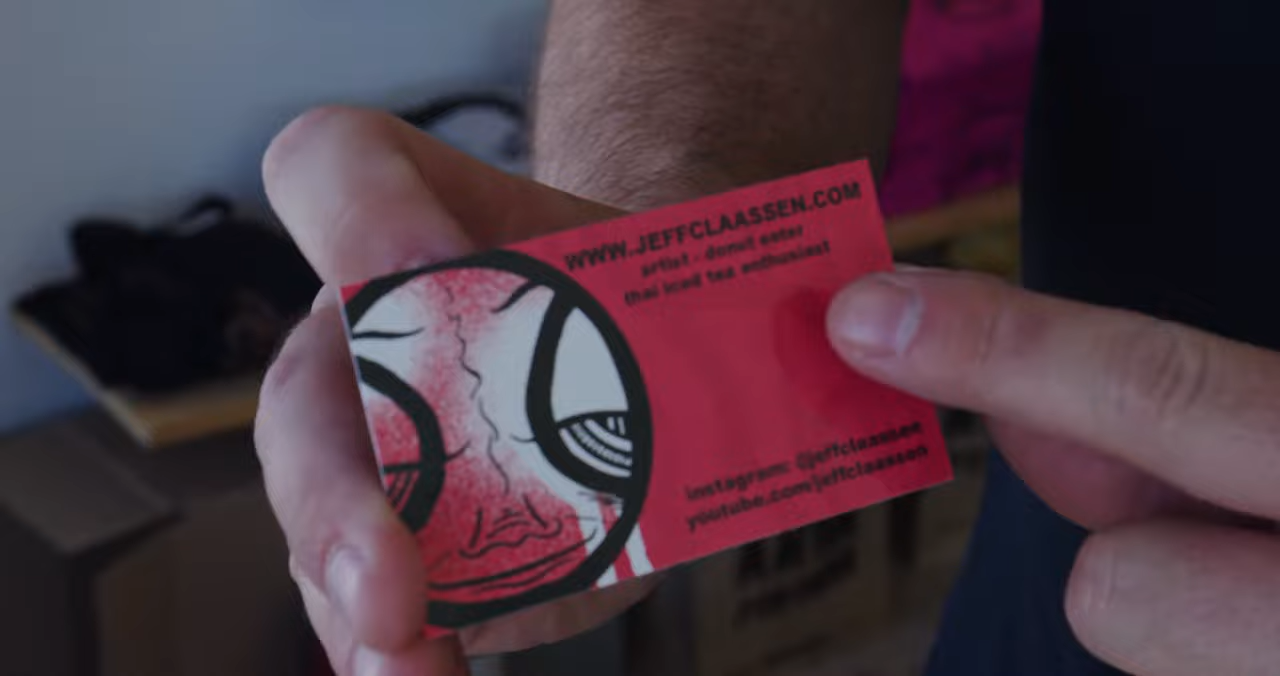 WWW.JEFFCLAASSEN.COM
artist - donut eater
thai iced tea enthusiast
instagram: @jeffclaassen
youtube.com/jeffclaassen